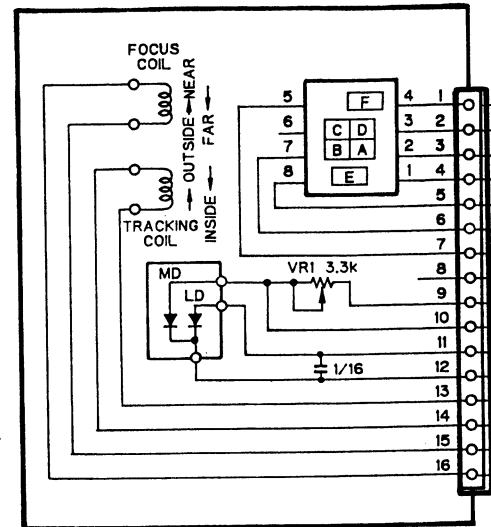 FOCUS
COIL
OUTSIDE
NEAR
FAR
INSIDE
TRACKING
COIL
5
6
7
8
F
C D
B A
E
4
3
2
1
MD
LD
VR1 3.3k
1/16
1
2
3
4
5
6
7
8
9
10
11
12
13
14
15
16